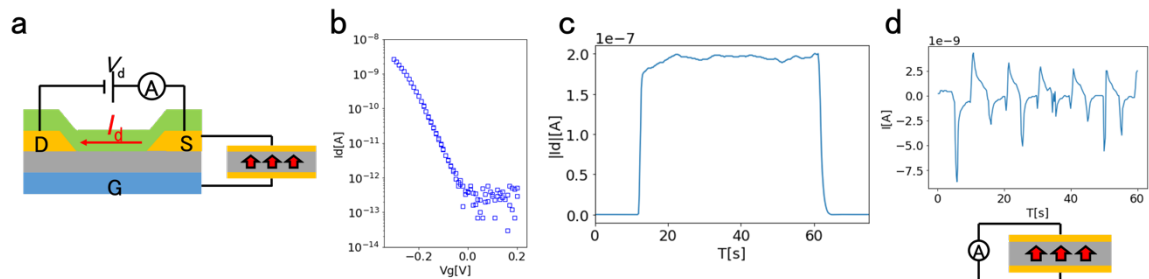 a
V_d
A
I_d
D
S
G
b
Id[A]
10^-8
10^-9
10^-10
10^-11
10^-12
10^-13
10^-14
−0.2
0.0
0.2
Vg[V]
c
1e−7
|Id|[A]
2.0
1.5
1.0
0.5
0.0
0
20
40
60
T[s]
d
1e−9
I[A]
2.5
0.0
−2.5
−5.0
−7.5
0
20
40
60
T[s]
A